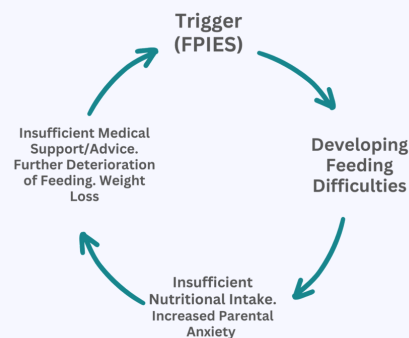 Trigger
(FPIES)
Developing
Feeding
Difficulties
Insufficient
Nutritional Intake.
Increased Parental
Anxiety
Insufficient Medical
Support/Advice.
Further Deterioration
of Feeding. Weight
Loss